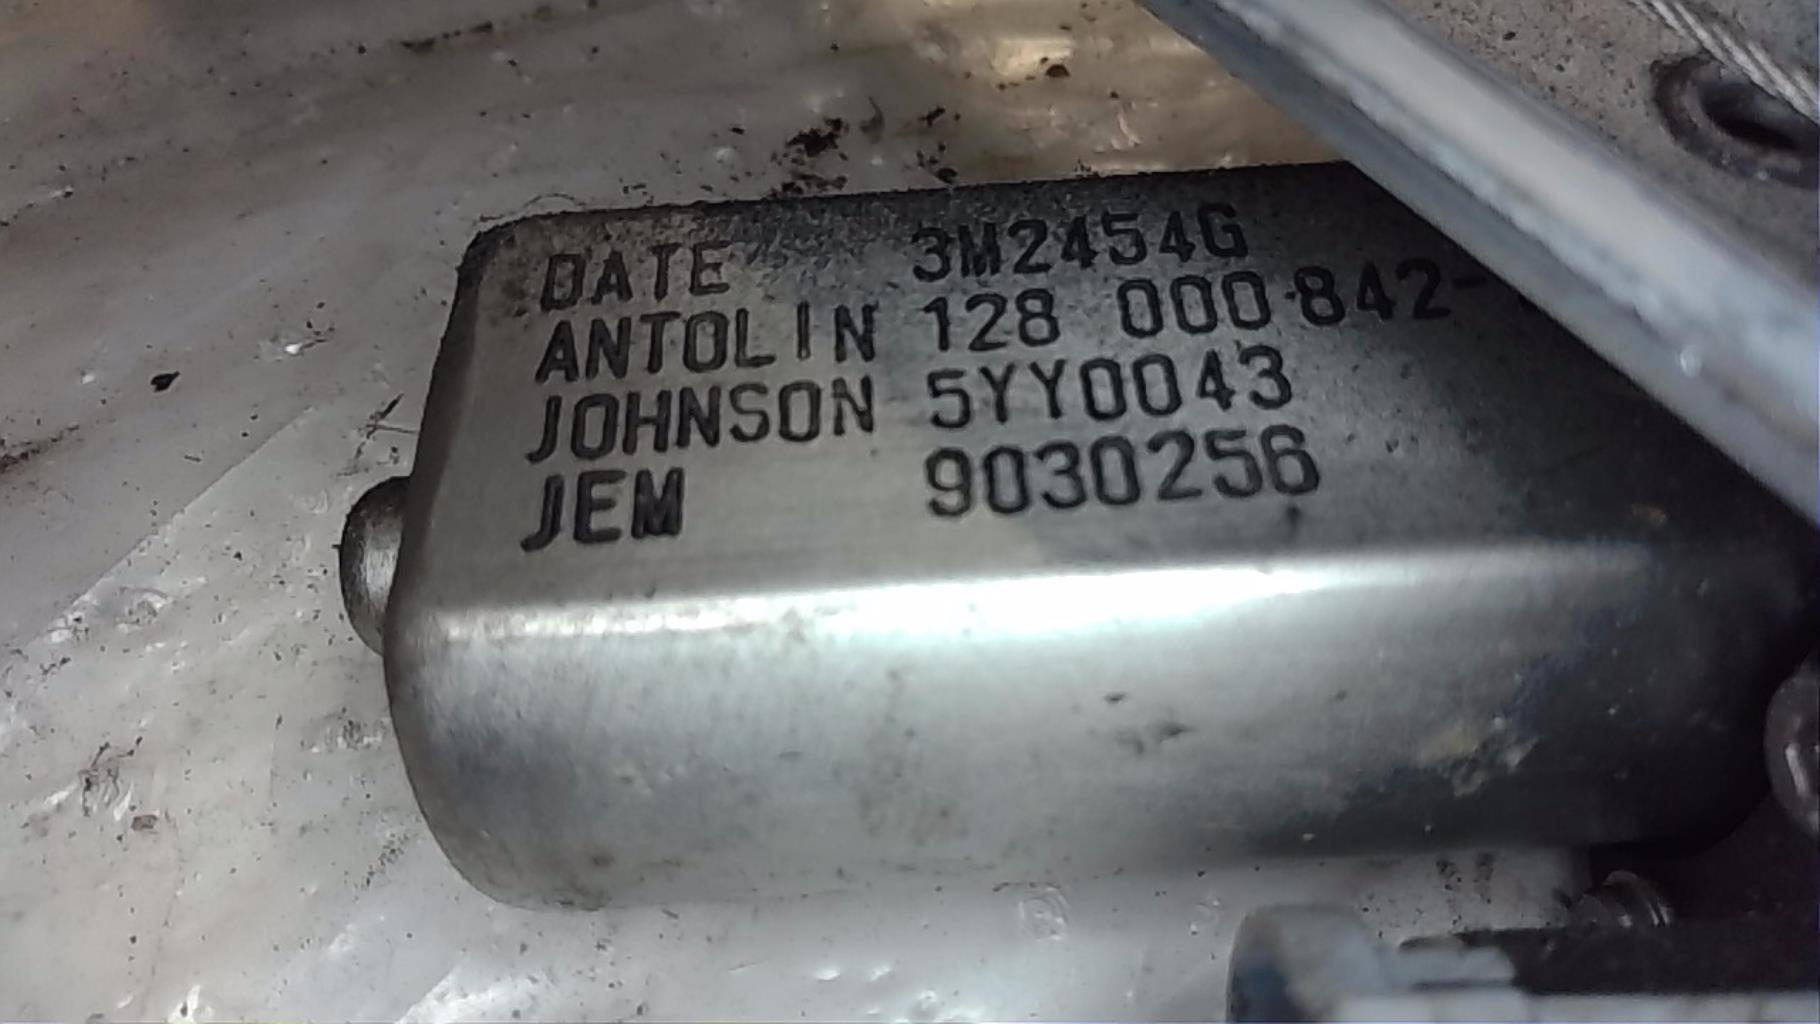 DATE 3M2454G
ANTOLIN 128 000-842-
JOHNSON 5YY0043
JEM 9030256